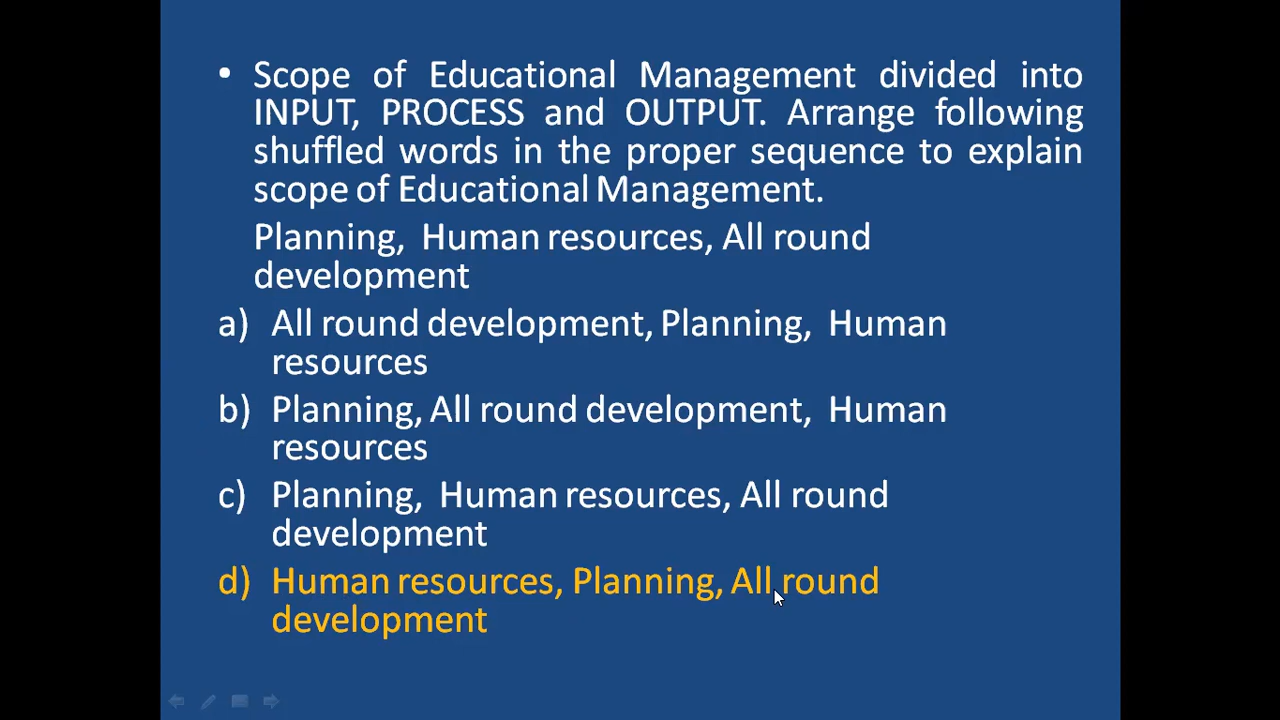 • Scope of Educational Management divided into
INPUT, PROCESS and OUTPUT. Arrange following
shuffled words in the proper sequence to explain
scope of Educational Management.
Planning, Human resources, All round
development
a) All round development, Planning, Human
resources
b) Planning, All round development, Human
resources
c) Planning, Human resources, All round
development
d) Human resources, Planning, All round
development